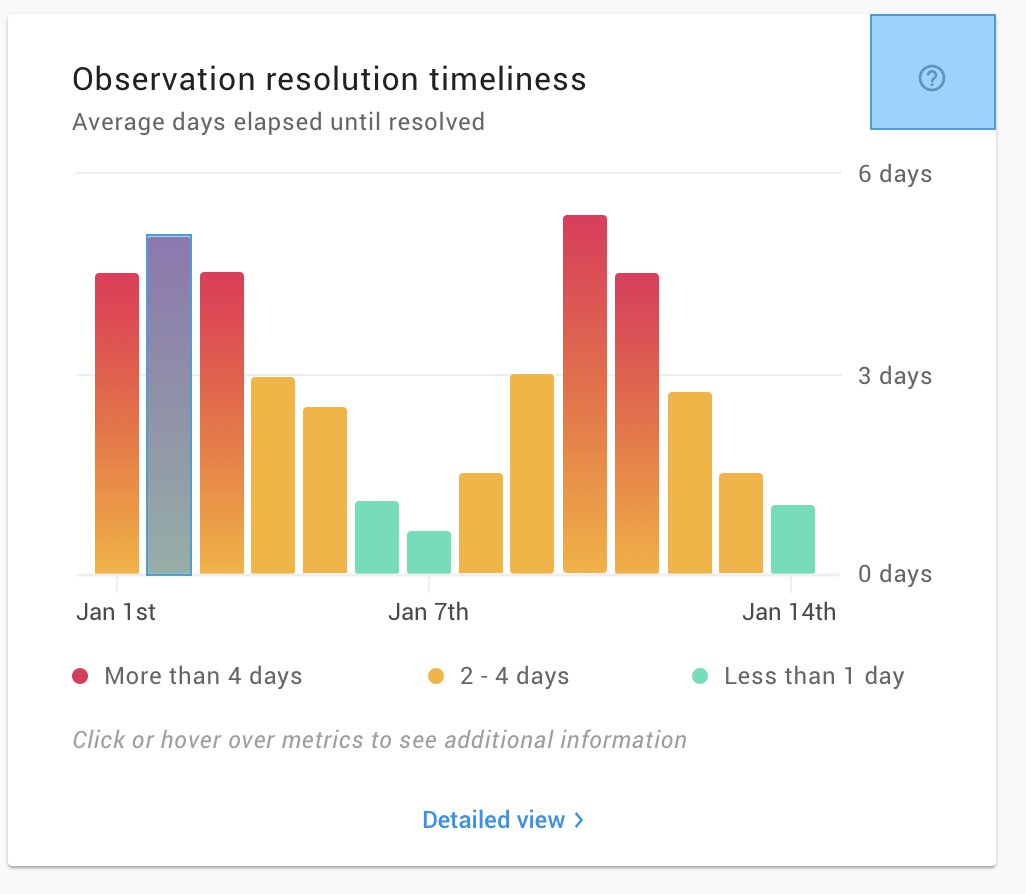 Observation resolution timeliness
?
Average days elapsed until resolved
6 days
3 days
0 days
Jan 1st Jan 7th Jan 14th
More than 4 days 2 - 4 days Less than 1 day
Click or hover over metrics to see additional information
Detailed view >